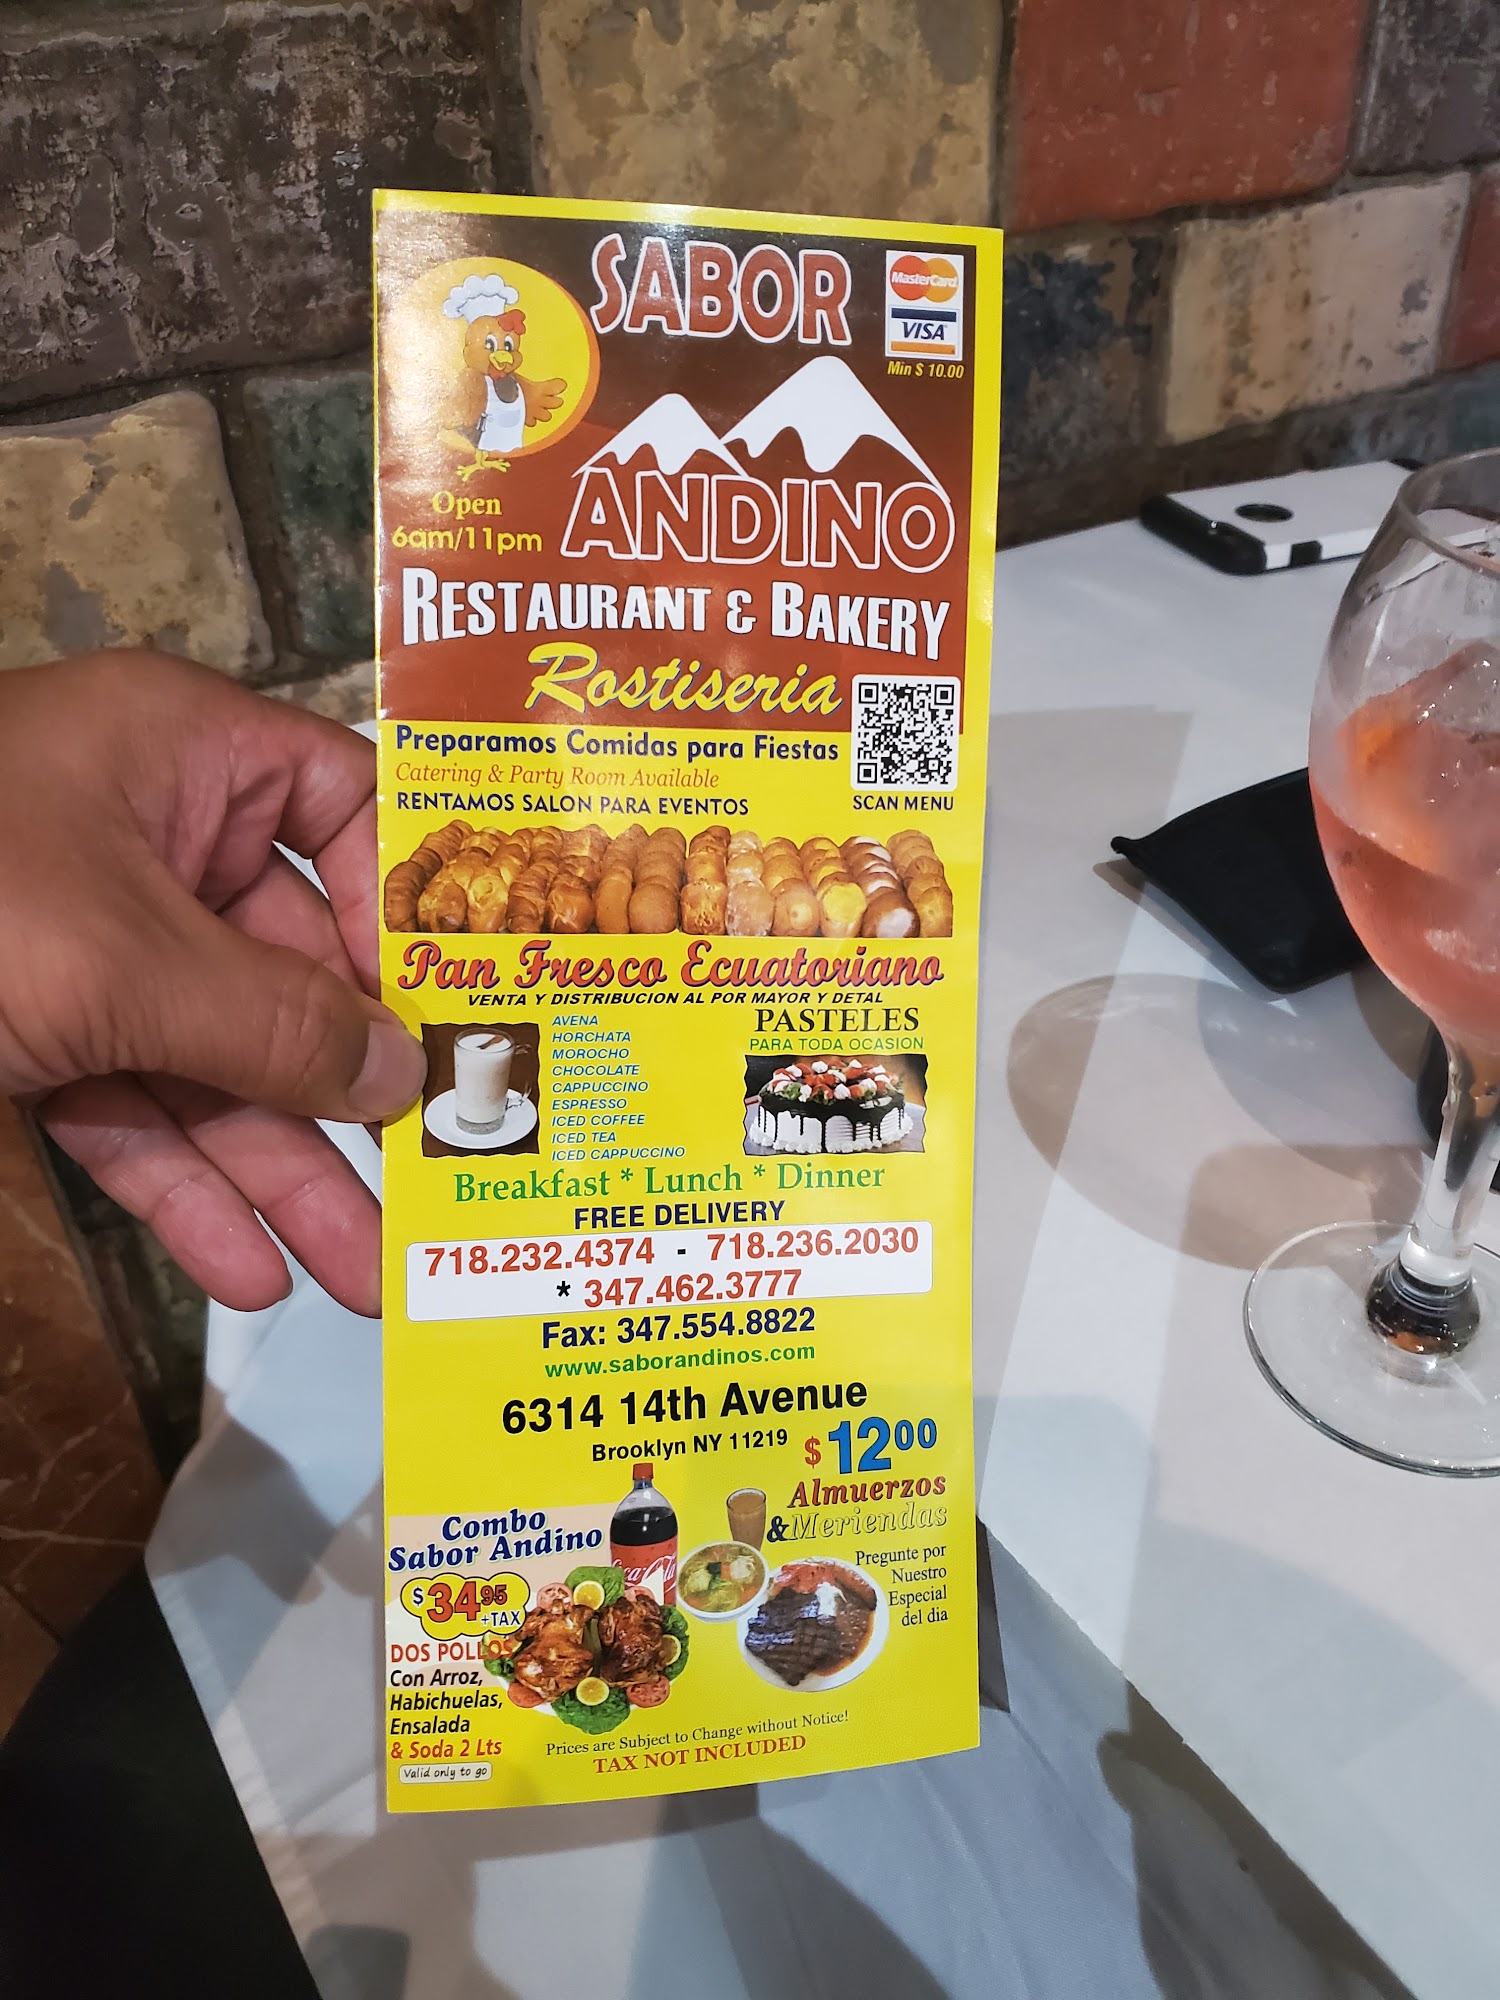 SABOR
ANDINO
MasterCard
VISA
Min $ 10.00
Open
6am/11pm
RESTAURANT & BAKERY
Rostiseria
Preparamos Comidas para Fiestas
Catering & Party Room Available
RENTAMOS SALON PARA EVENTOS
SCAN MENU
Pan Fresco Ecuatoriano
VENTA Y DISTRIBUCION AL POR MAYOR Y DETAL
AVENA
HORCHATA
MOROCHO
CHOCOLATE
CAPPUCCINO
ESPRESSO
ICED COFFEE
ICED TEA
ICED CAPPUCCINO
PASTELES
PARA TODA OCASION
Breakfast * Lunch * Dinner
FREE DELIVERY
718.232.4374 - 718.236.2030
* 347.462.3777
Fax: 347.554.8822
www.saborandinos.com
6314 14th Avenue
Brooklyn NY 11219
$ 1200
Almuerzos
& Meriendas
Pregunte por
Nuestro
Especial
del dia
Combo
Sabor Andino
$ 34.95
+TAX
DOS POLLOS
Con Arroz,
Habichuelas,
Ensalada
& Soda 2 Lts
Valid only to go
Prices are Subject to Change without Notice!
TAX NOT INCLUDED